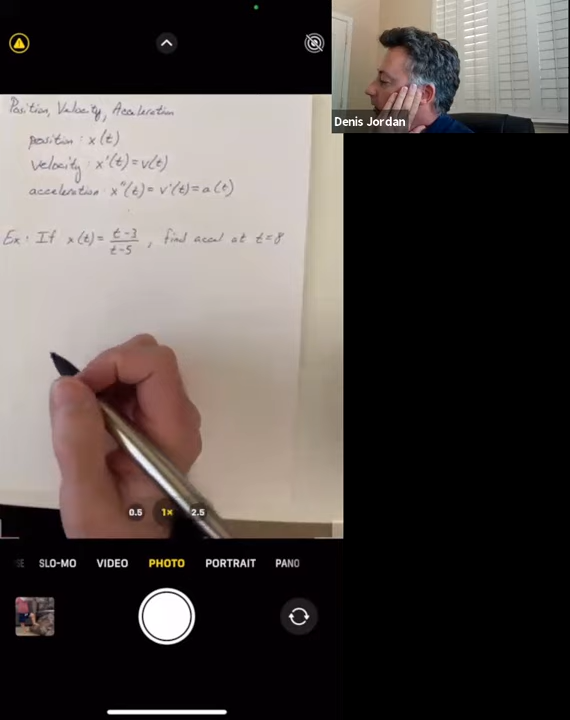 Denis Jordan
Position, Velocity, Acceleration
position: x(t)
velocity: x'(t) = v(t)
acceleration: x''(t) = v'(t) = a(t)
Ex: If x(t) = \frac{t-3}{t-5}, find accel at t=8
0.5 1× 2.5
SLO-MO VIDEO PHOTO PORTRAIT PANO